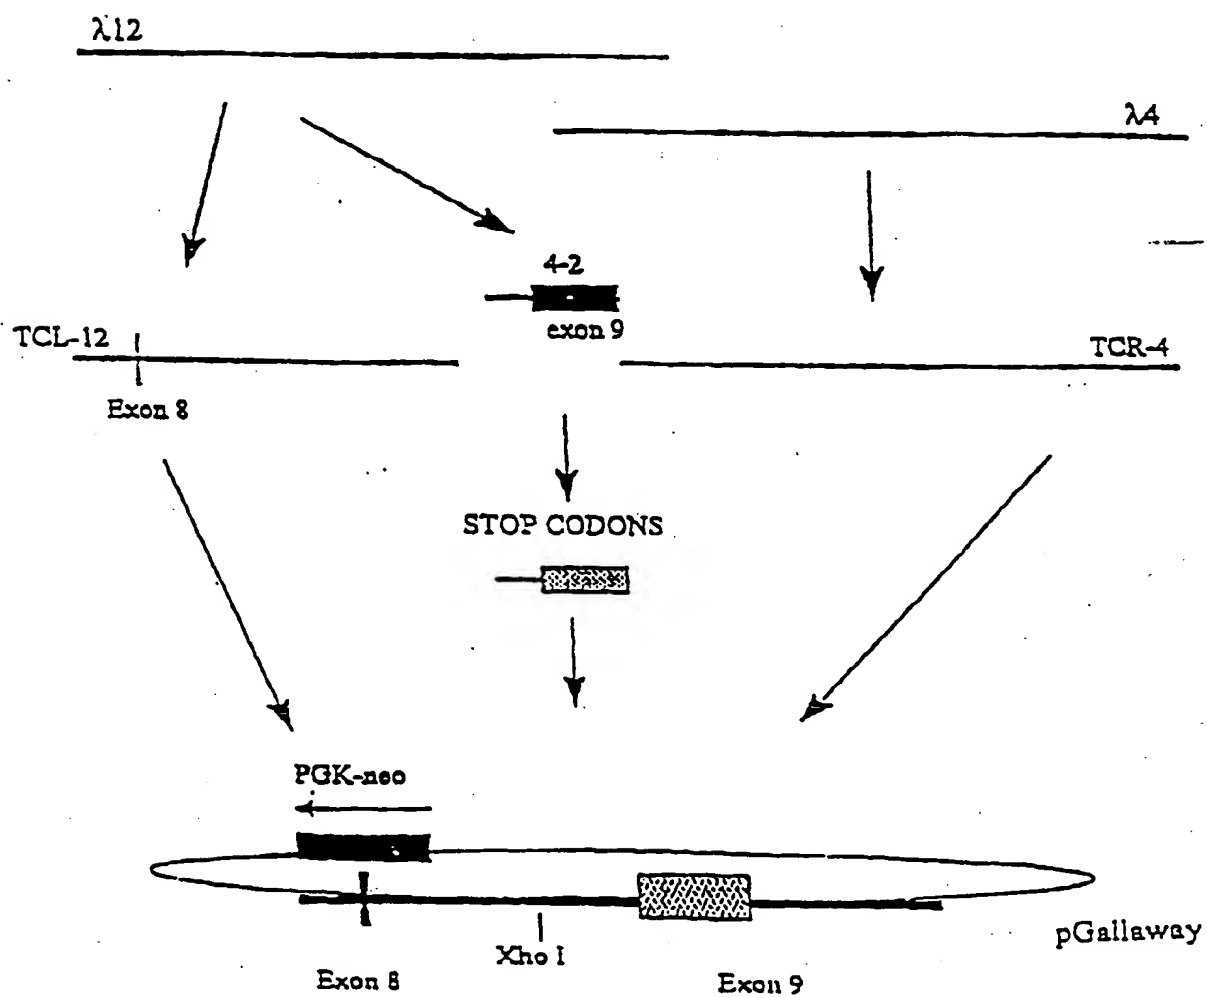 λ12
λ4
4-2
exon 9
TCL-12
TCR-4
Exon 8
STOP CODONS
PGK-neo
Xho I
pGallaway
Exon 8
Exon 9